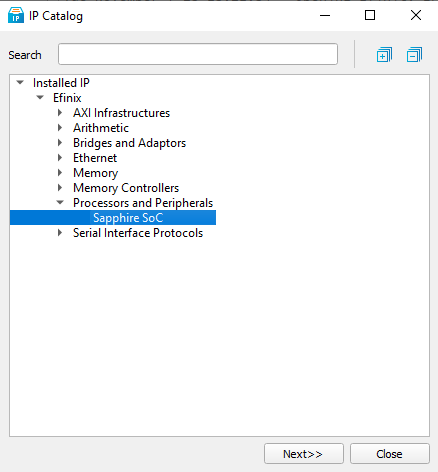 IP Catalog
Search
Installed IP
Efinix
AXI Infrastructures
Arithmetic
Bridges and Adaptors
Ethernet
Memory
Memory Controllers
Processors and Peripherals
Sapphire SoC
Serial Interface Protocols
Next>> Close